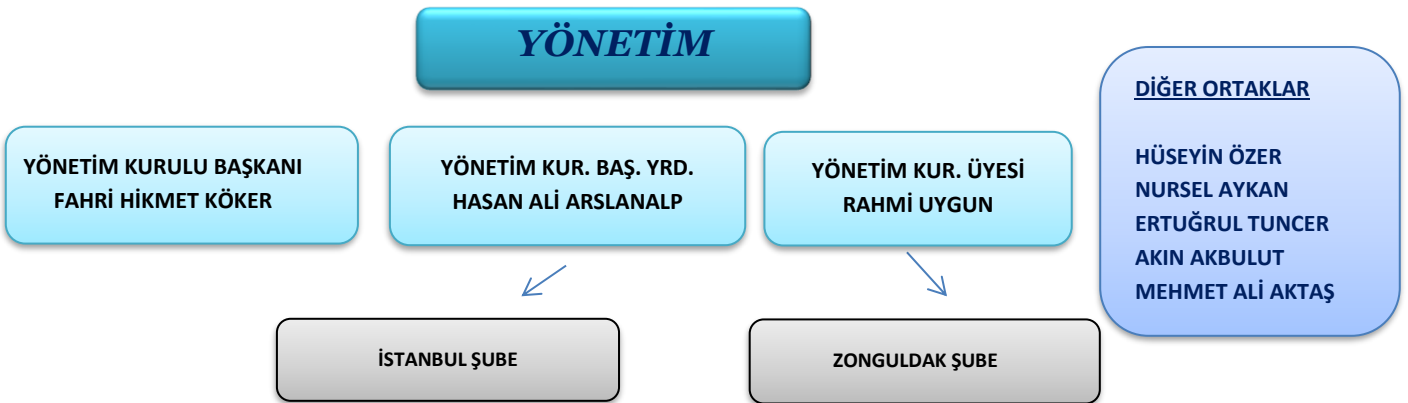 YÖNETİM
YÖNETİM KURULU BAŞKANI
FAHRİ HİKMET KÖKER
YÖNETİM KUR. BAŞ. YRD.
HASAN ALİ ARSLANALP
YÖNETİM KUR. ÜYESİ
RAHMİ UYGUN
DİĞER ORTAKLAR
HÜSEYİN ÖZER
NURSEL AYKAN
ERTUĞRUL TUNCER
AKIN AKBULUT
MEHMET ALİ AKTAŞ
İSTANBUL ŞUBE
ZONGULDAK ŞUBE